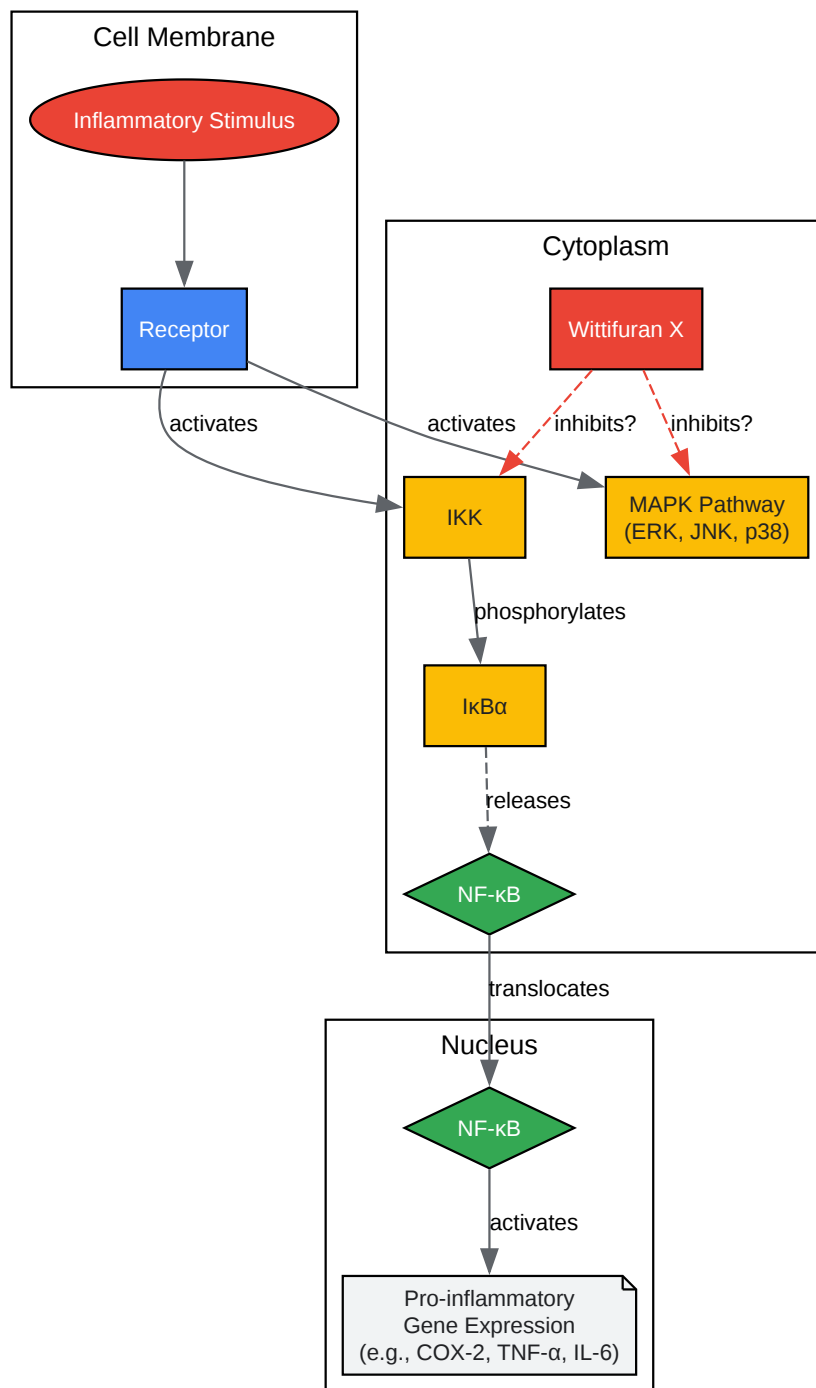 Cell Membrane
Inflammatory Stimulus
Cytoplasm
Wittifuran X
Receptor
activates
activates
inhibits?
inhibits?
IKK
MAPK Pathway
(ERK, JNK, p38)
phosphorylates
IκBα
releases
NF-κB
translocates
Nucleus
NF-κB
activates
Pro-inflammatory
Gene Expression
(e.g., COX-2, TNF-α, IL-6)